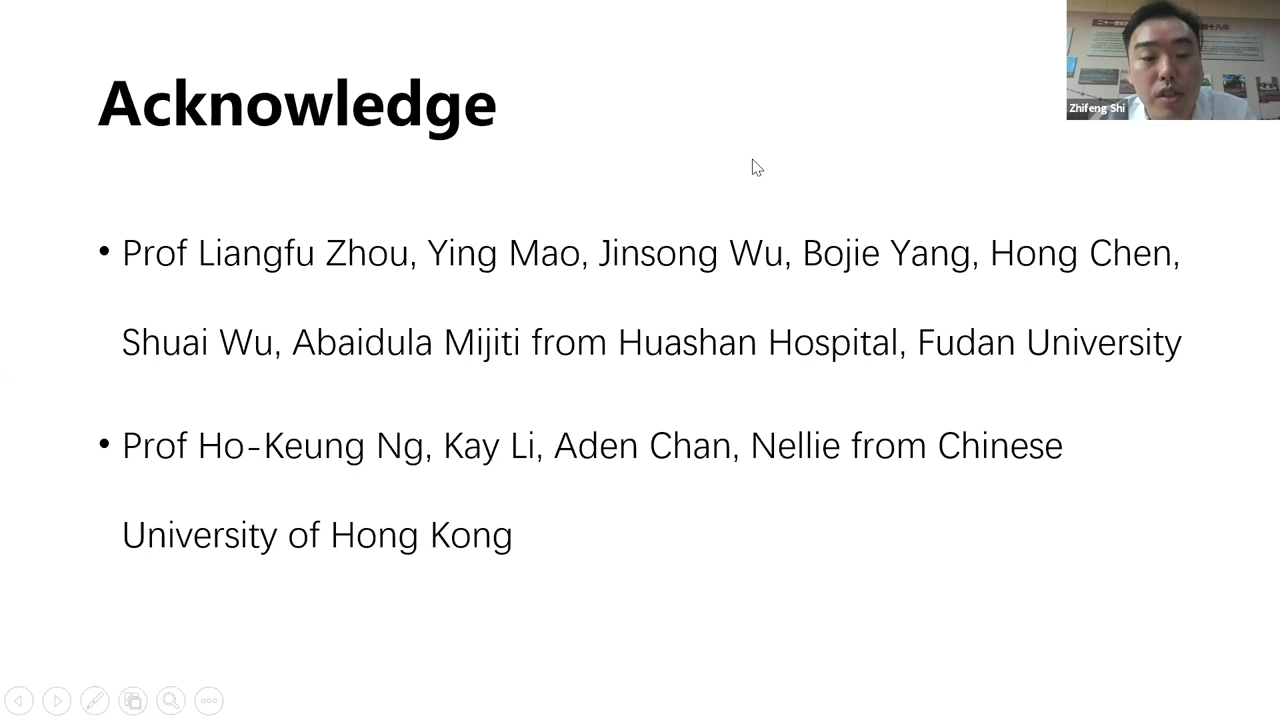 Acknowledge
Zhifeng Shi
• Prof Liangfu Zhou, Ying Mao, Jinsong Wu, Bojie Yang, Hong Chen,
Shuai Wu, Abaidula Mijiti from Huashan Hospital, Fudan University
• Prof Ho-Keung Ng, Kay Li, Aden Chan, Nellie from Chinese
University of Hong Kong